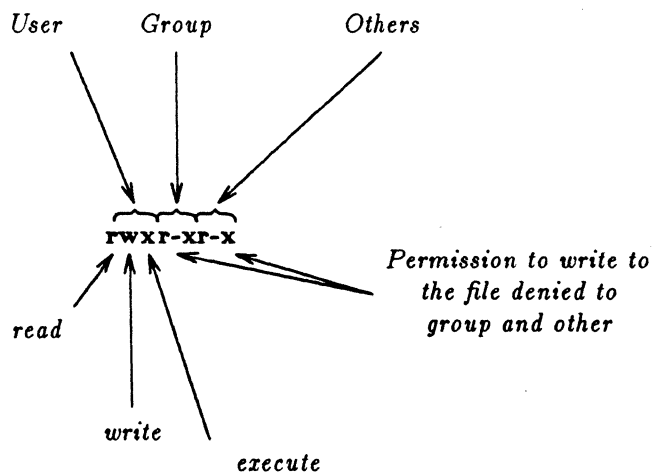 User Group Others
rwxr-xr-x
Permission to write to
the file denied to
group and other
read
write
execute